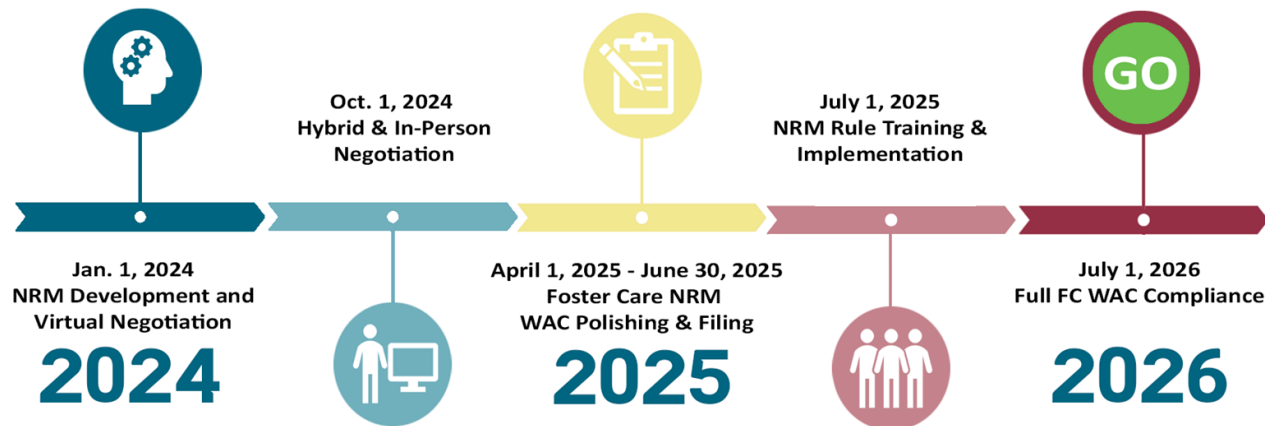 Jan. 1, 2024
NRM Development and
Virtual Negotiation
2024
Oct. 1, 2024
Hybrid & In-Person
Negotiation
April 1, 2025 - June 30, 2025
Foster Care NRM
WAC Polishing & Filing
2025
July 1, 2025
NRM Rule Training &
Implementation
GO
July 1, 2026
Full FC WAC Compliance
2026